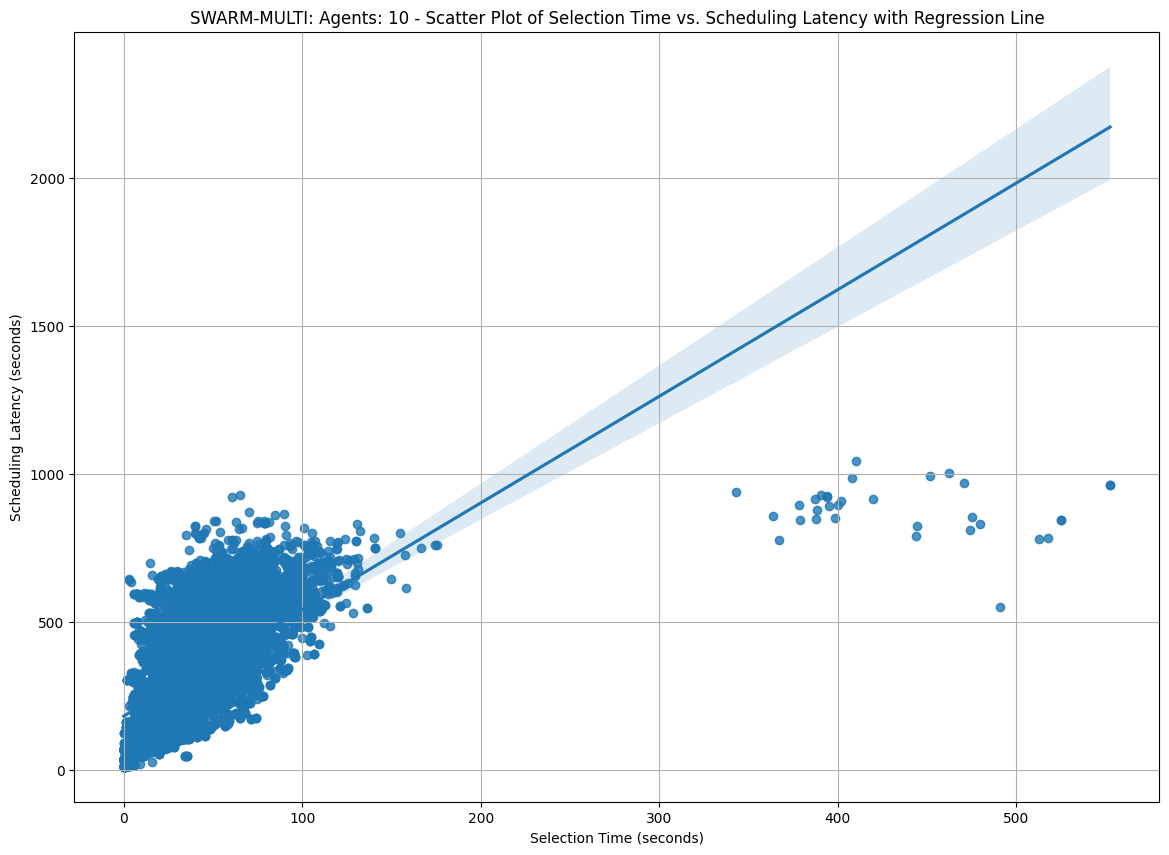 SWARM-MULTI: Agents: 10 - Scatter Plot of Selection Time vs. Scheduling Latency with Regression Line
Scheduling Latency (seconds)
2000
1500
1000
500
0
0 100 200 300 400 500
Selection Time (seconds)